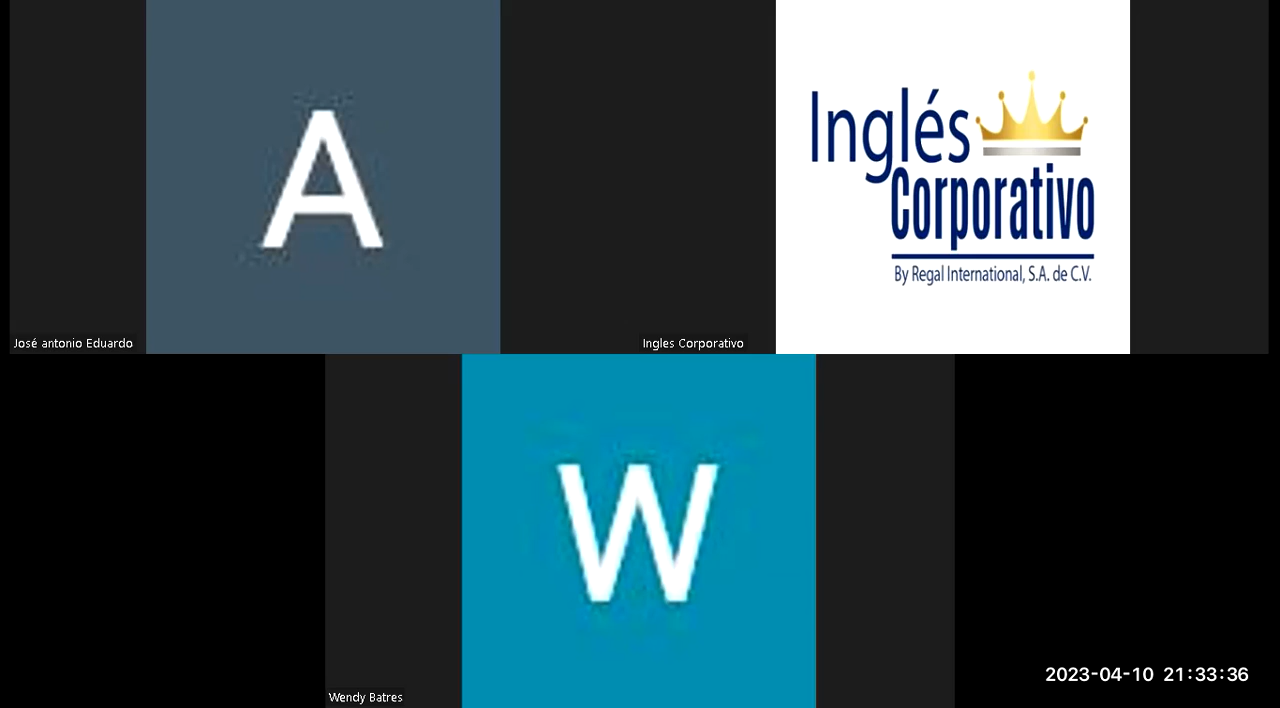 A
Inglés
Corporativo
By Regal International, S.A. de C.V.
José antonio Eduardo
Ingles Corporativo
W
Wendy Batres
2023-04-10 21:33:36